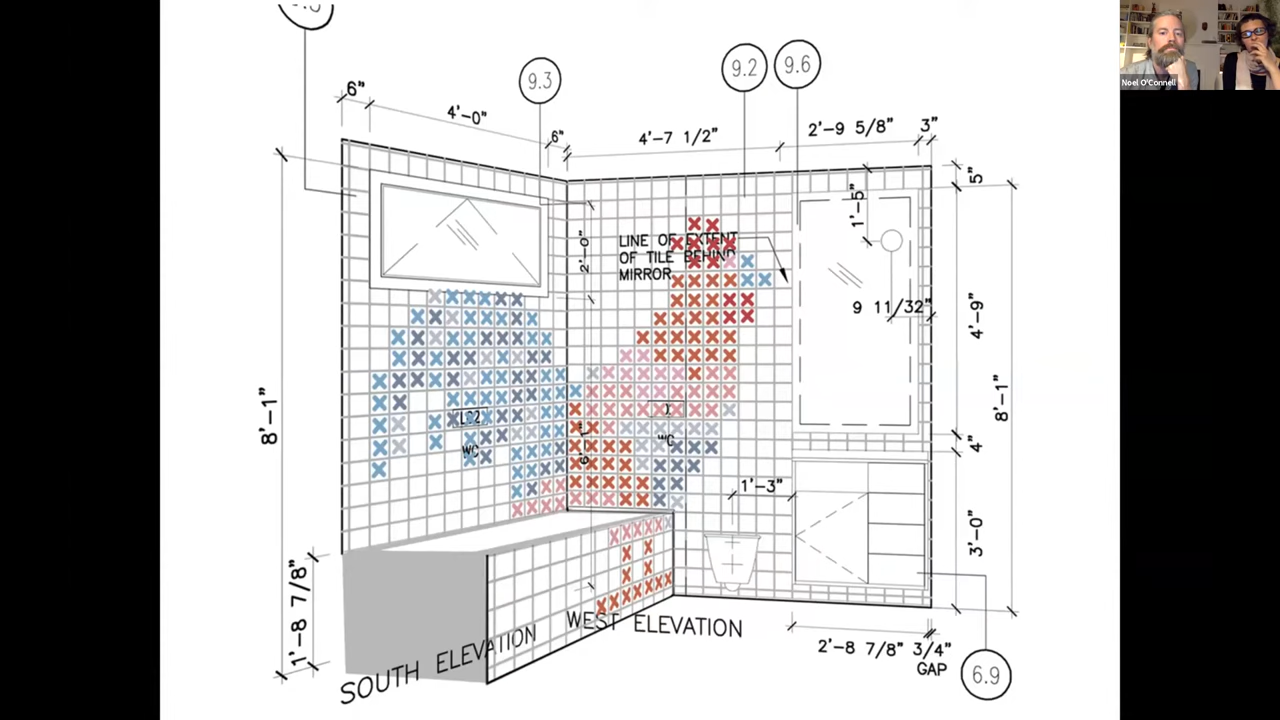 Noel O'Connell
9.3
9.2
9.6
6"
4'-0"
6"
4'-7 1/2"
2'-9 5/8"
3"
5"
1'-5"
2'-0"
LINE OF EXTENT
OF TILE BEHIND
MIRROR
9 11/32"
4'-9"
8'-1"
8'-1"
WC
WC
4"
1'-3"
3'-0"
1'-8 7/8"
SOUTH ELEVATION
WEST ELEVATION
2'-8 7/8"
3/4"
GAP
6.9